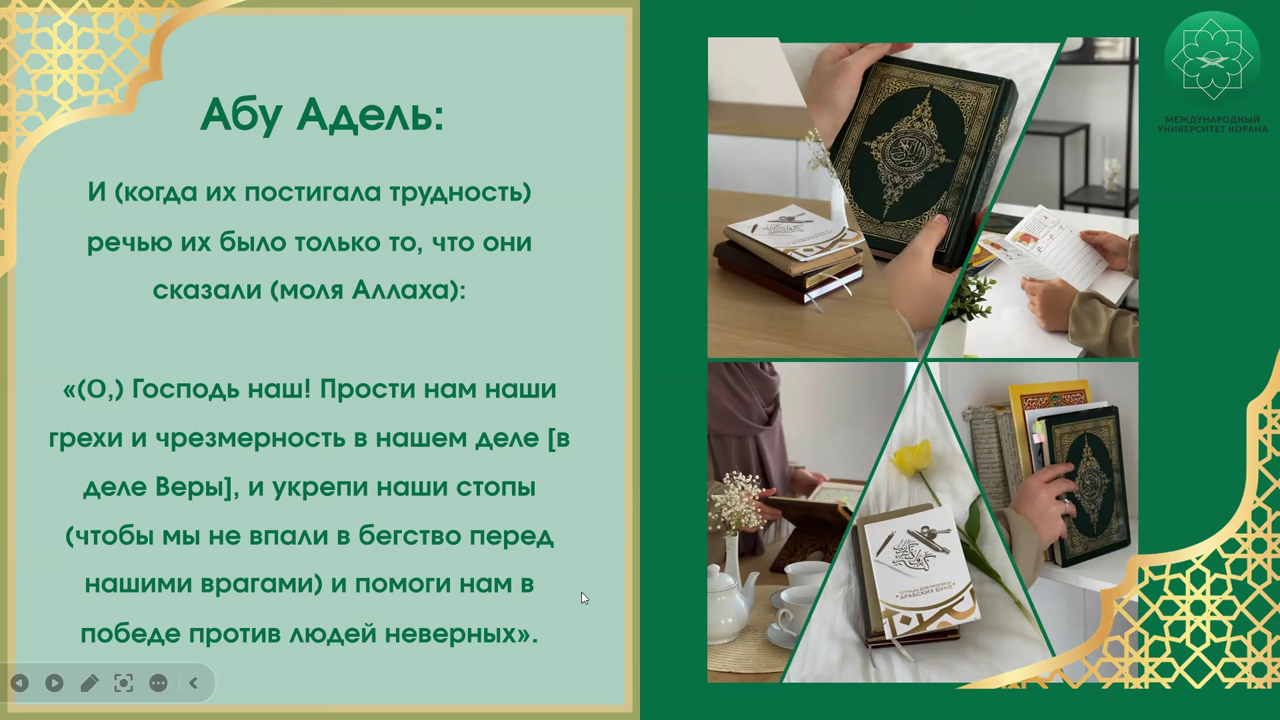 Абу Адель:
И (когда их постигала трудность)
речью их было только то, что они
сказали (моля Аллаха):
«(О,) Господь наш! Прости нам наши
грехи и чрезмерность в нашем деле [в
деле Веры], и укрепи наши стопы
(чтобы мы не впали в бегство перед
нашими врагами) и помоги нам в
победе против людей неверных».
МЕЖДУНАРОДНЫЙ
УНИВЕРСИТЕТ КОРАНА
АРАБСКИХ БУКВ